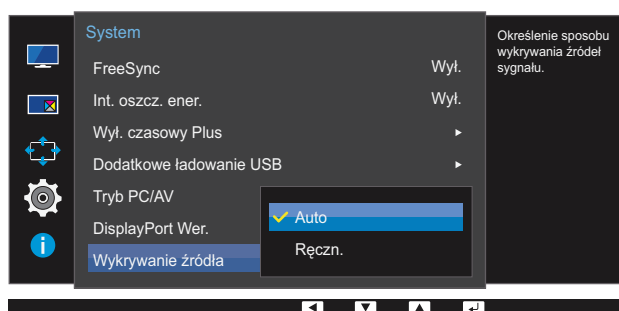 System
FreeSync Wył.
Int. oszcz. ener. Wył.
Wył. czasowy Plus
Dodatkowe ładowanie USB
Tryb PC/AV
DisplayPort Wer.
Wykrywanie źródła
Auto
Ręczn.
Określenie sposobu
wykrywania źródeł
sygnału.